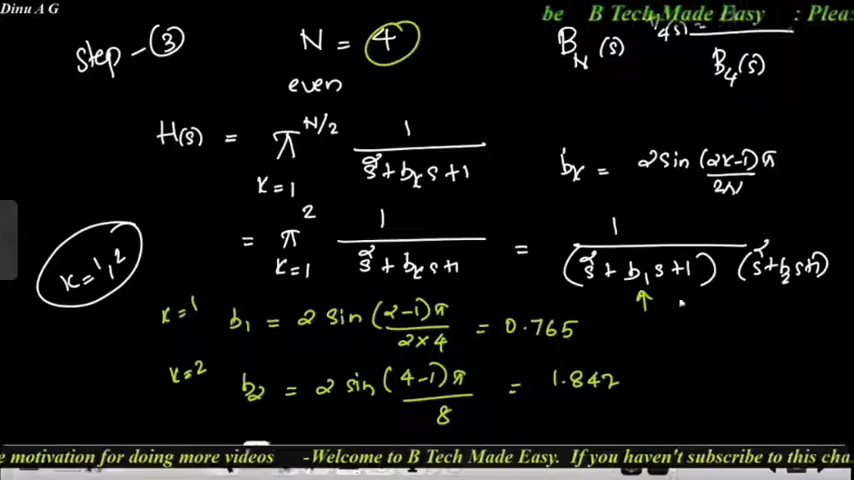 Dinu A G
be B Tech Made Easy : Pleas
step - ③ N = 4 B_N(s) B_4(s)
even
H(s) = π^{N/2}_{K=1} 1/(s²+b_K s+1) b_K = 2 sin (2K-1)π/2N
= π^2_{K=1} 1/(s²+b_K s+1) = 1/((s²+b_1 s+1) (s²+b_2 s+1))
K=1,2
K=1 b_1 = 2 sin (2-1)π/(2×4) = 0.765
K=2 b_2 = 2 sin (4-1)π/8 = 1.842
e motivation for doing more videos -Welcome to B Tech Made Easy. If you haven't subscribe to this cha